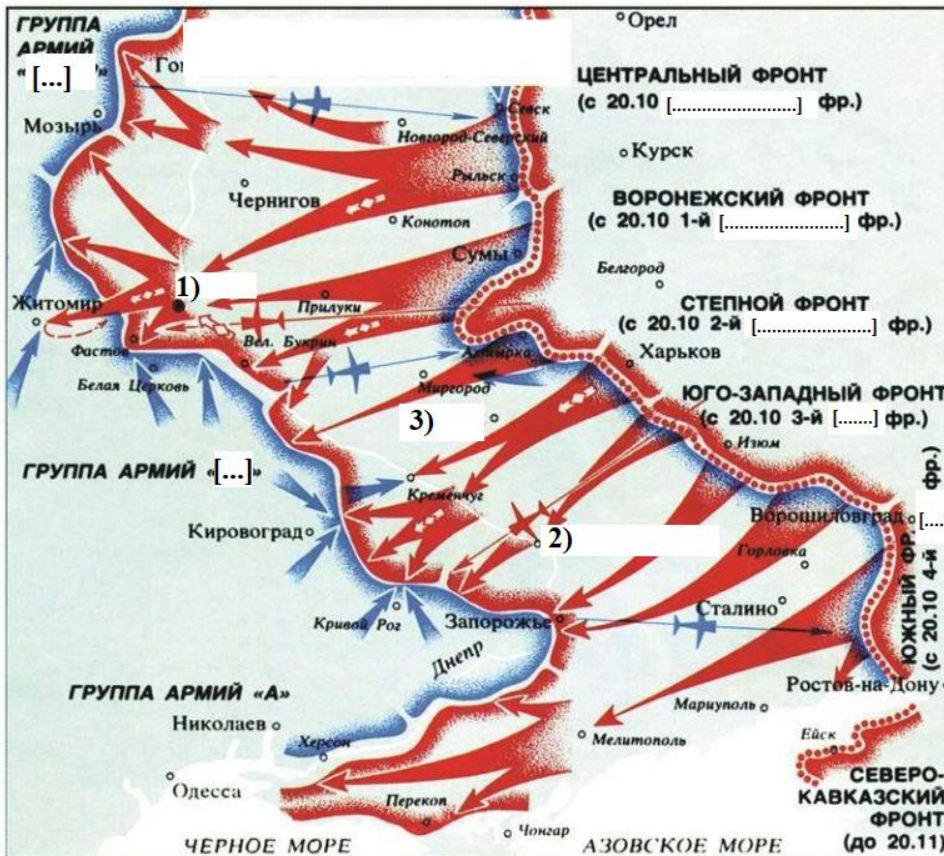 ГРУППА
АРМИЙ
[...]
Орел
ЦЕНТРАЛЬНЫЙ ФРОНТ
(с 20.10 [..........................] фр.)
Севск
Мозырь
Новгород-Северский
Курск
Рыльск
Чернигов
ВОРОНЕЖСКИЙ ФРОНТ
(с 20.10 1-й [........................] фр.)
Конотоп
Сумы
Белгород
1)
Житомир
Прилуки
СТЕПНОЙ ФРОНТ
(с 20.10 2-й [......................] фр.)
Вел. Букрин
Фастов
Ахтырка
Харьков
Белая Церковь
Миргород
ЮГО-ЗАПАДНЫЙ ФРОНТ
(с 20.10 3-й [.......] фр.)
3)
Изюм
ГРУППА АРМИЙ «[...]»
Кременчуг
Ворошиловград
[....
Кировоград
2)
Горловка
ЮЖНЫЙ ФР.
(с 20.10 4-й
фр.)
Сталино
Кривой Рог
Запорожье
Днепр
Ростов-на-Дону
ГРУППА АРМИЙ «А»
Мариуполь
Николаев
Мелитополь
Ейск
Херсон
Одесса
СЕВЕРО-
КАВКАЗСКИЙ
ФРОНТ
(до 20.11)
Перекоп
Чонгар
ЧЕРНОЕ МОРЕ
АЗОВСКОЕ МОРЕ